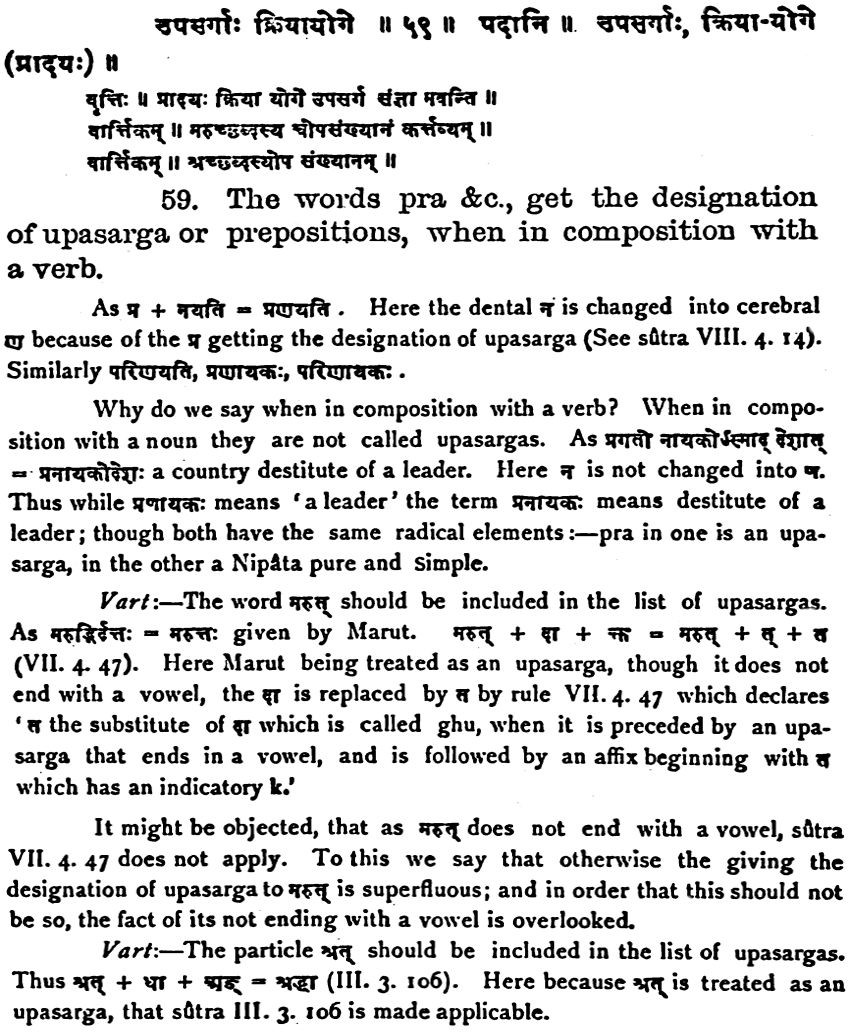 उपसर्गाः क्रियायोगे ॥ ५९ ॥ पदानि ॥ उपसर्गाः, क्रिया-योगे
(प्रादयः) ॥
वृत्तिः ॥ प्रादयः क्रिया योगे उपसर्ग संज्ञा भवन्ति ॥
वार्त्तिकम् ॥ मरुच्छब्दस्य चोपसंख्यानं कर्त्तव्यम् ॥
वार्त्तिकम् ॥ श्रच्छब्दस्योप संख्यानम् ॥
59. The words pra &c., get the designation
of upasarga or prepositions, when in composition with
a verb.
As प्र + नयति = प्रणयति . Here the dental न is changed into cerebral
ण because of the प्र getting the designation of upasarga (See sûtra VIII. 4. 14).
Similarly परिणयति, प्रणायकः, परिणायकः .
Why do we say when in composition with a verb? When in compo-
sition with a noun they are not called upasargas. As प्रगतो नायकोऽस्माद् देशात्
= प्रनायकोदेशः a country destitute of a leader. Here न is not changed into ण.
Thus while प्रणायकः means 'a leader' the term प्रनायकः means destitute of a
leader; though both have the same radical elements:—pra in one is an upa-
sarga, in the other a Nipâta pure and Simple.
Vart:—The word मरुत् should be included in the list of upasargas.
As मरुद्भिर्दत्तः = मरुत्तः given by Marut. मरुत् + दा + क्त = मरुत् + त् + त
(VII. 4. 47). Here Marut being treated as an upasarga, though it does not
end with a vowel, the दा is replaced by त by rule VII. 4. 47 which declares
'त the substitute of दा which is called ghu, when it is preceded by an upa-
sarga that ends in a vowel, and is followed by an affix beginning with त
which has an indicatory k.'
It might be objected, that as मरुत् does not end with a vowel, sûtra
VII. 4. 47 does not apply. To this we say that otherwise the giving the
designation of upasarga to मरुत् is superfluous; and in order that this should not
be so, the fact of its not ending with a vowel is overlooked.
Vart:—The particle श्रत् should be included in the list of upasargas.
Thus श्रत् + धा + अङ् = श्रद्धा (III. 3. 106). Here because श्रत् is treated as an
upasarga, that sûtra III. 3. 106 is made applicable.